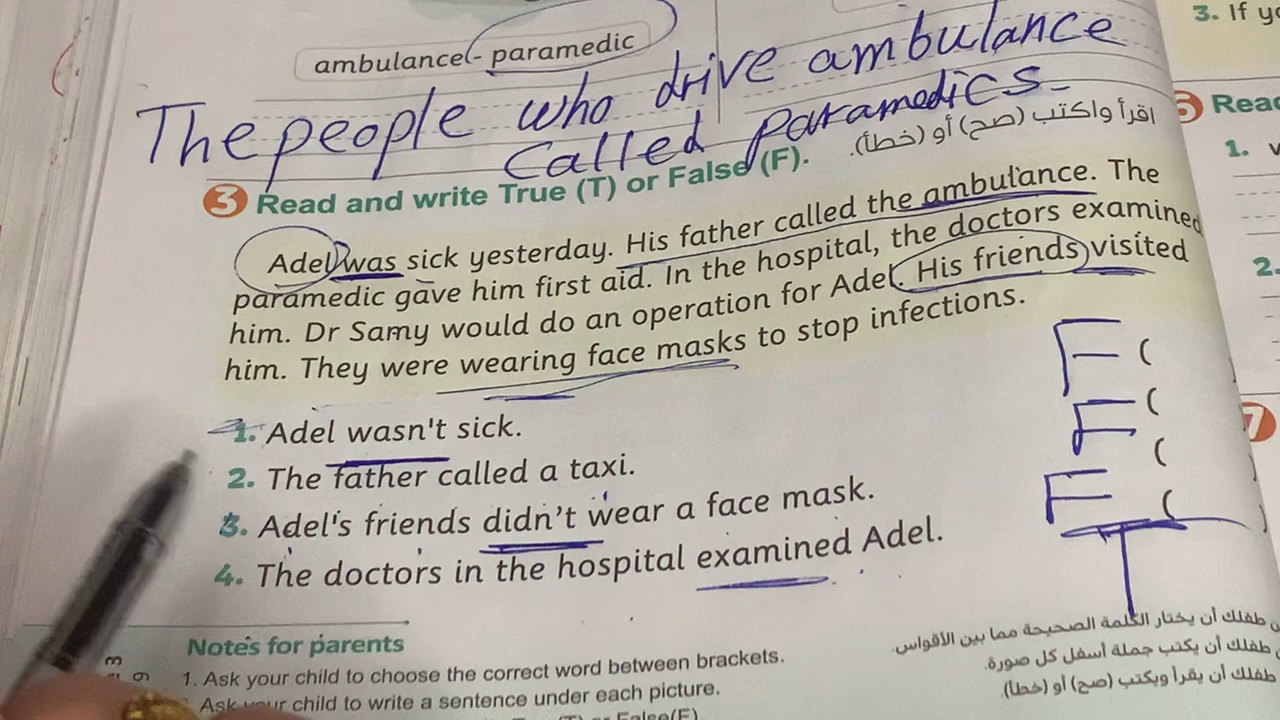 ambulance - paramedic
3. If
The people who drive ambulance
Called Paramedics
3 Read and write True (T) or False (F). اقرأ واكتب (صح) أو (خطأ).
Adel was sick yesterday. His father called the ambulance. The
paramedic gave him first aid. In the hospital, the doctors examined
him. Dr Samy would do an operation for Adel. His friends visited
him. They were wearing face masks to stop infections.
1. Adel wasn't sick. F (
2. The father called a taxi. F (
3. Adel's friends didn't wear a face mask. F (
4. The doctors in the hospital examined Adel. T (
Notes for parents
1. Ask your child to choose the correct word between brackets.
Ask your child to write a sentence under each picture.
(T) or False(F)
طفلك أن يختار الكلمة الصحيحة مما بين الأقواس.
طفلك أن يكتب جملة أسفل كل صورة.
طفلك أن يقرأ ويكتب (صح) أو (خطأ).
6
1.
2.
7